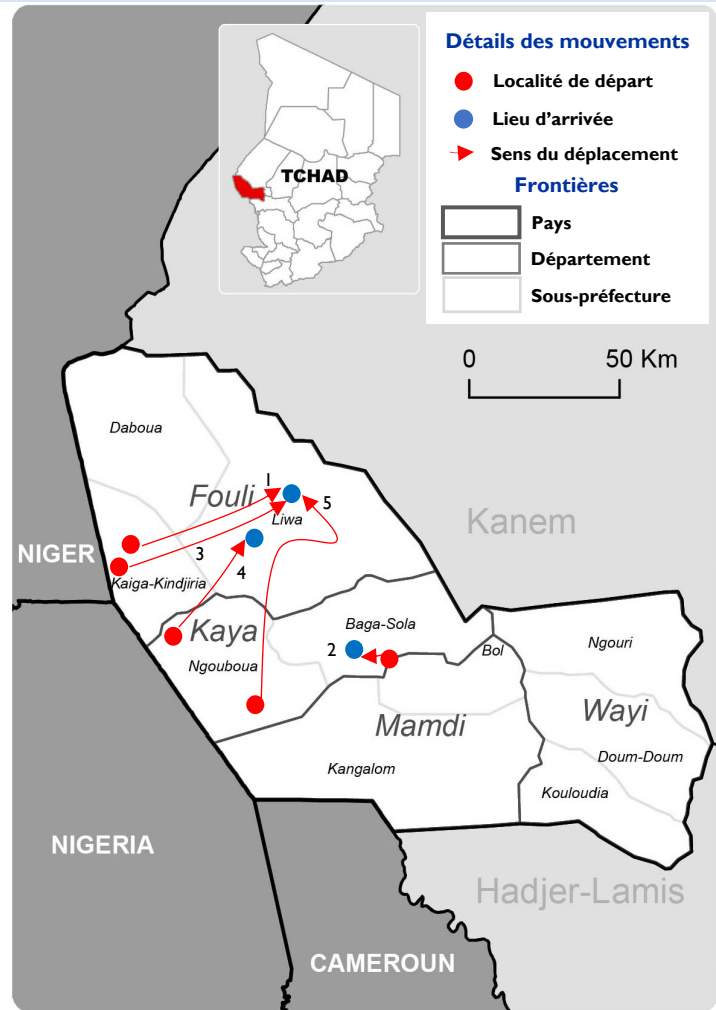 Détails des mouvements
Localité de départ
Lieu d'arrivée
Sens du déplacement
Frontières
Pays
Département
Sous-préfecture
TCHAD
0 50 Km
Daboua
Fouli
1
5
Liwa
Kanem
NIGER
3
4
Kaiga-Kindjiria
Kaya
Baga-Sola
2
Bol
Ngouri
Ngouboua
Mamdi
Wayi
Doum-Doum
Kangalom
Kouloudia
NIGERIA
Hadjer-Lamis
CAMEROUN